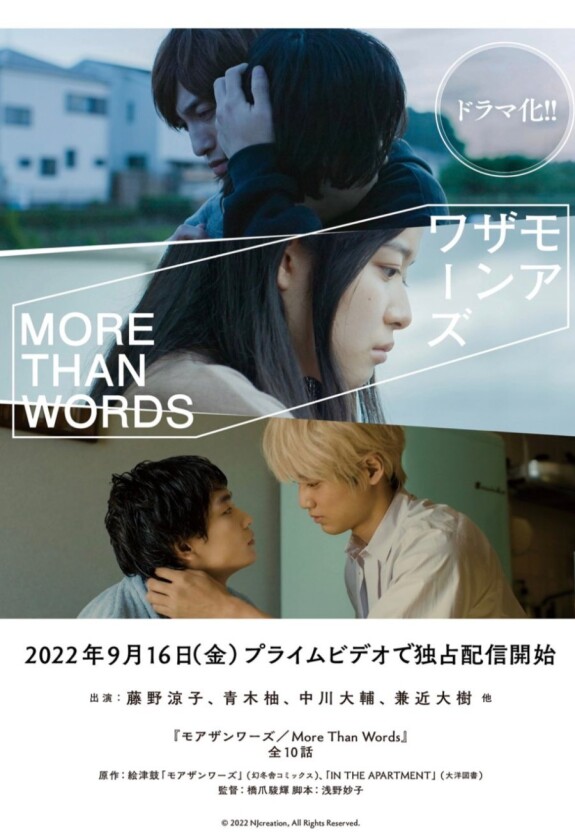 ドラマ化!!
モア
ザン
ワーズ
MORE
THAN
WORDS
2022年9月16日(金)プライムビデオで独占配信開始
出演：藤野涼子、青木柚、中川大輔、兼近大樹 他
『モアザンワーズ／More Than Words』
全10話
原作：絵津鼓「モアザンワーズ」（幻冬舎コミックス）、「IN THE APARTMENT」（大洋図書）
監督：橋爪駿輝 脚本：浅野妙子
© 2022 NJcreation, All Rights Reserved.